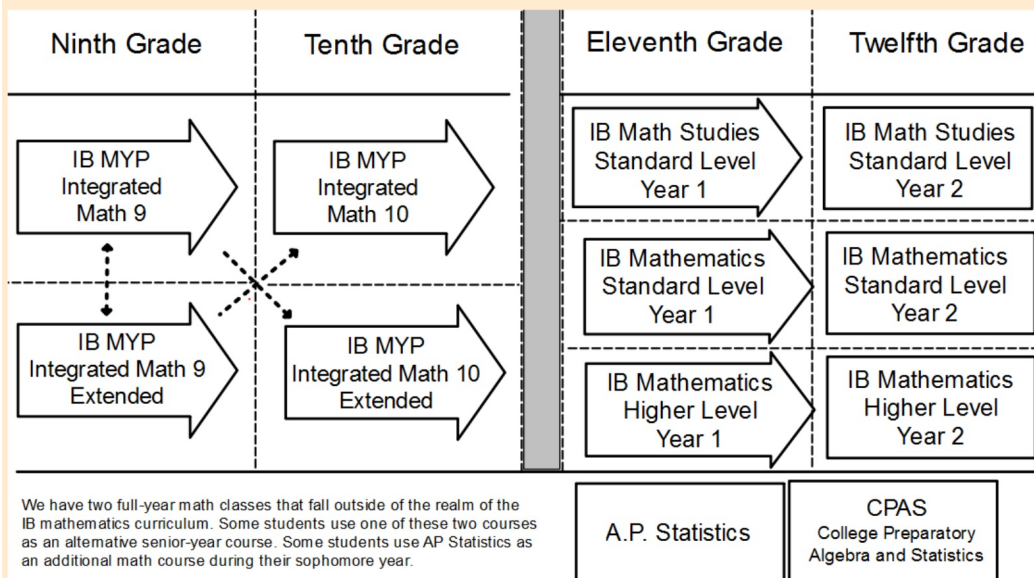 Ninth Grade
Tenth Grade
Eleventh Grade
Twelfth Grade
IB MYP
Integrated
Math 9
IB MYP
Integrated
Math 10
IB Math Studies
Standard Level
Year 1
IB Math Studies
Standard Level
Year 2
IB Mathematics
Standard Level
Year 1
IB Mathematics
Standard Level
Year 2
IB MYP
Integrated Math 9
Extended
IB MYP
Integrated Math 10
Extended
IB Mathematics
Higher Level
Year 1
IB Mathematics
Higher Level
Year 2
We have two full-year math classes that fall outside of the realm of the
IB mathematics curriculum. Some students use one of these two courses
as an alternative senior-year course. Some students use AP Statistics as
an additional math course during their sophomore year.
A.P. Statistics
CPAS
College Preparatory
Algebra and Statistics